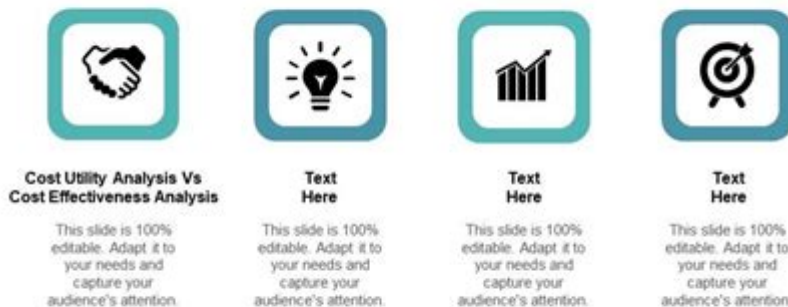 Cost Utility Analysis Vs
Cost Effectiveness Analysis
This slide is 100%
editable. Adapt it to
your needs and
capture your
audience's attention.
Text
Here
This slide is 100%
editable. Adapt it to
your needs and
capture your
audience's attention.
Text
Here
This slide is 100%
editable. Adapt it to
your needs and
capture your
audience's attention.
Text
Here
This slide is 100%
editable. Adapt it to
your needs and
capture your
audience's attention.